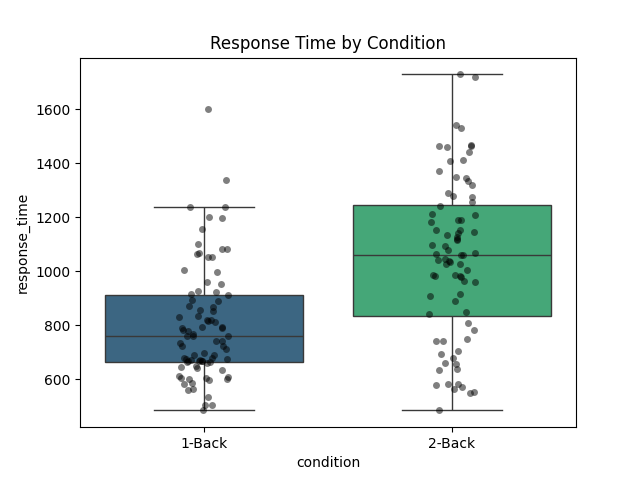 Response Time by Condition
response_time
1600
1400
1200
1000
800
600
1-Back
2-Back
condition